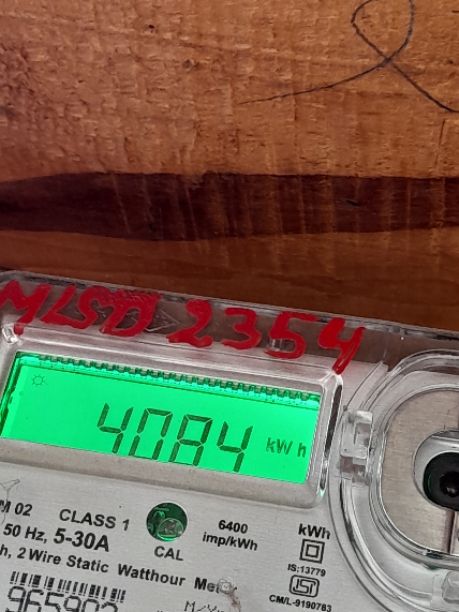 MLSD 2354
4084 kWh
M 02 CLASS 1 6400 kWh
50 Hz, 5-30A CAL imp/kWh
h, 2 Wire Static Watthour IS:13779
CM/L-9190783